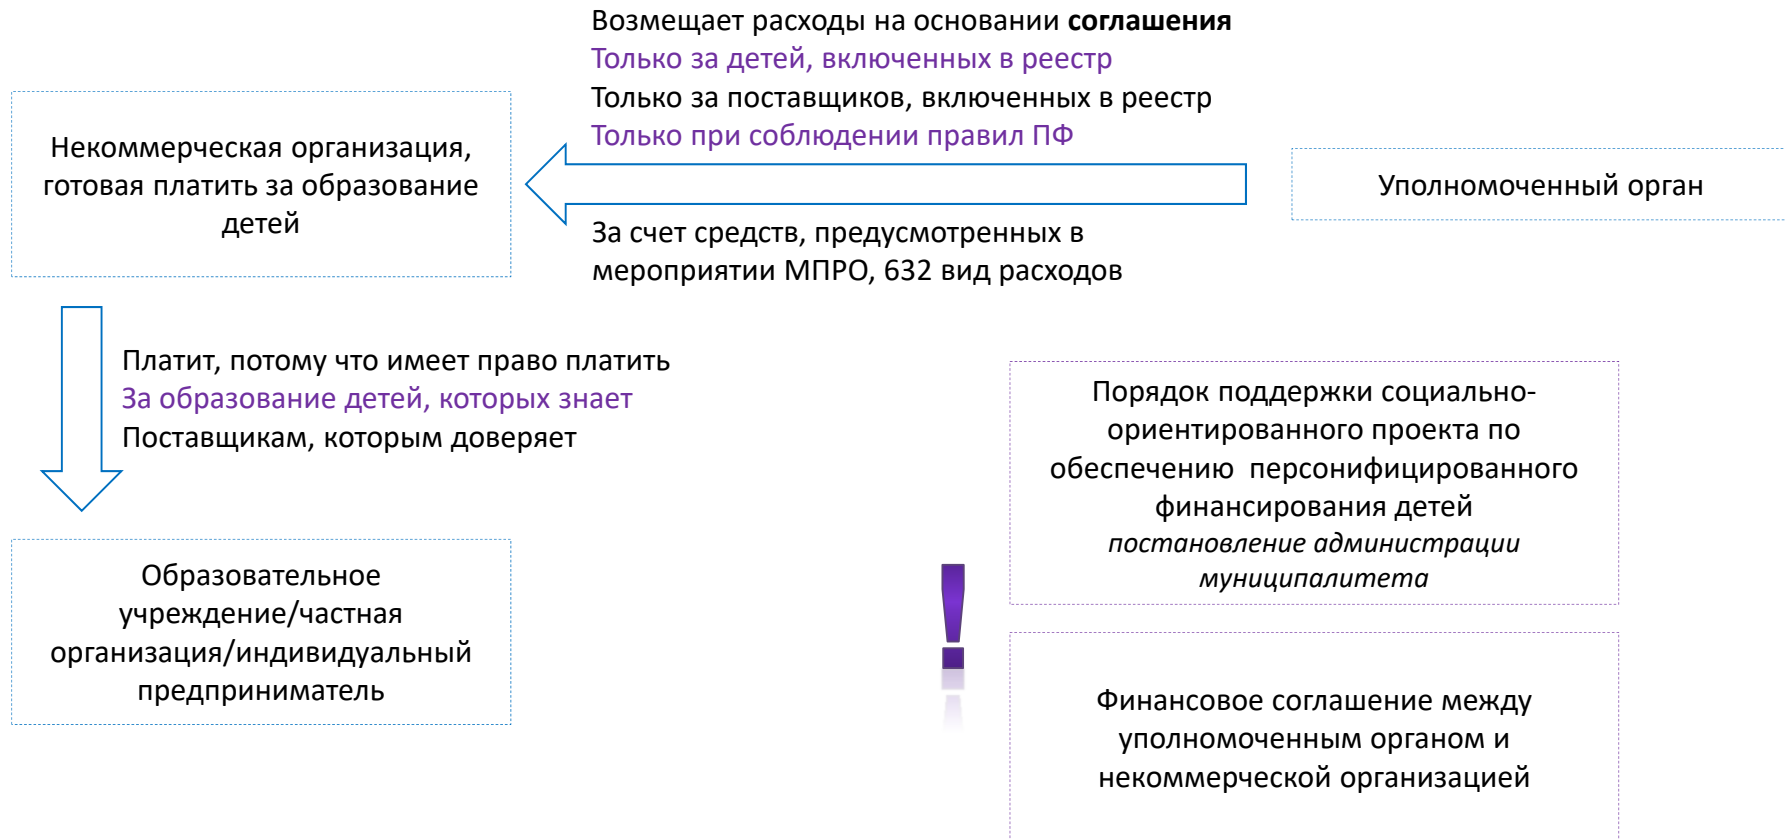 Возмещает расходы на основании соглашения
Только за детей, включенных в реестр
Только за поставщиков, включенных в реестр
Только при соблюдении правил ПФ
Некоммерческая организация,
готовая платить за образование
детей
Уполномоченный орган
За счет средств, предусмотренных в
мероприятии МПРО, 632 вид расходов
Платит, потому что имеет право платить
За образование детей, которых знает
Поставщикам, которым доверяет
Порядок поддержки социально-
ориентированного проекта по
обеспечению персонифицированного
финансирования детей
постановление администрации
муниципалитета
Образовательное
учреждение/частная
организация/индивидуальный
предприниматель
!
Финансовое соглашение между
уполномоченным органом и
некоммерческой организацией